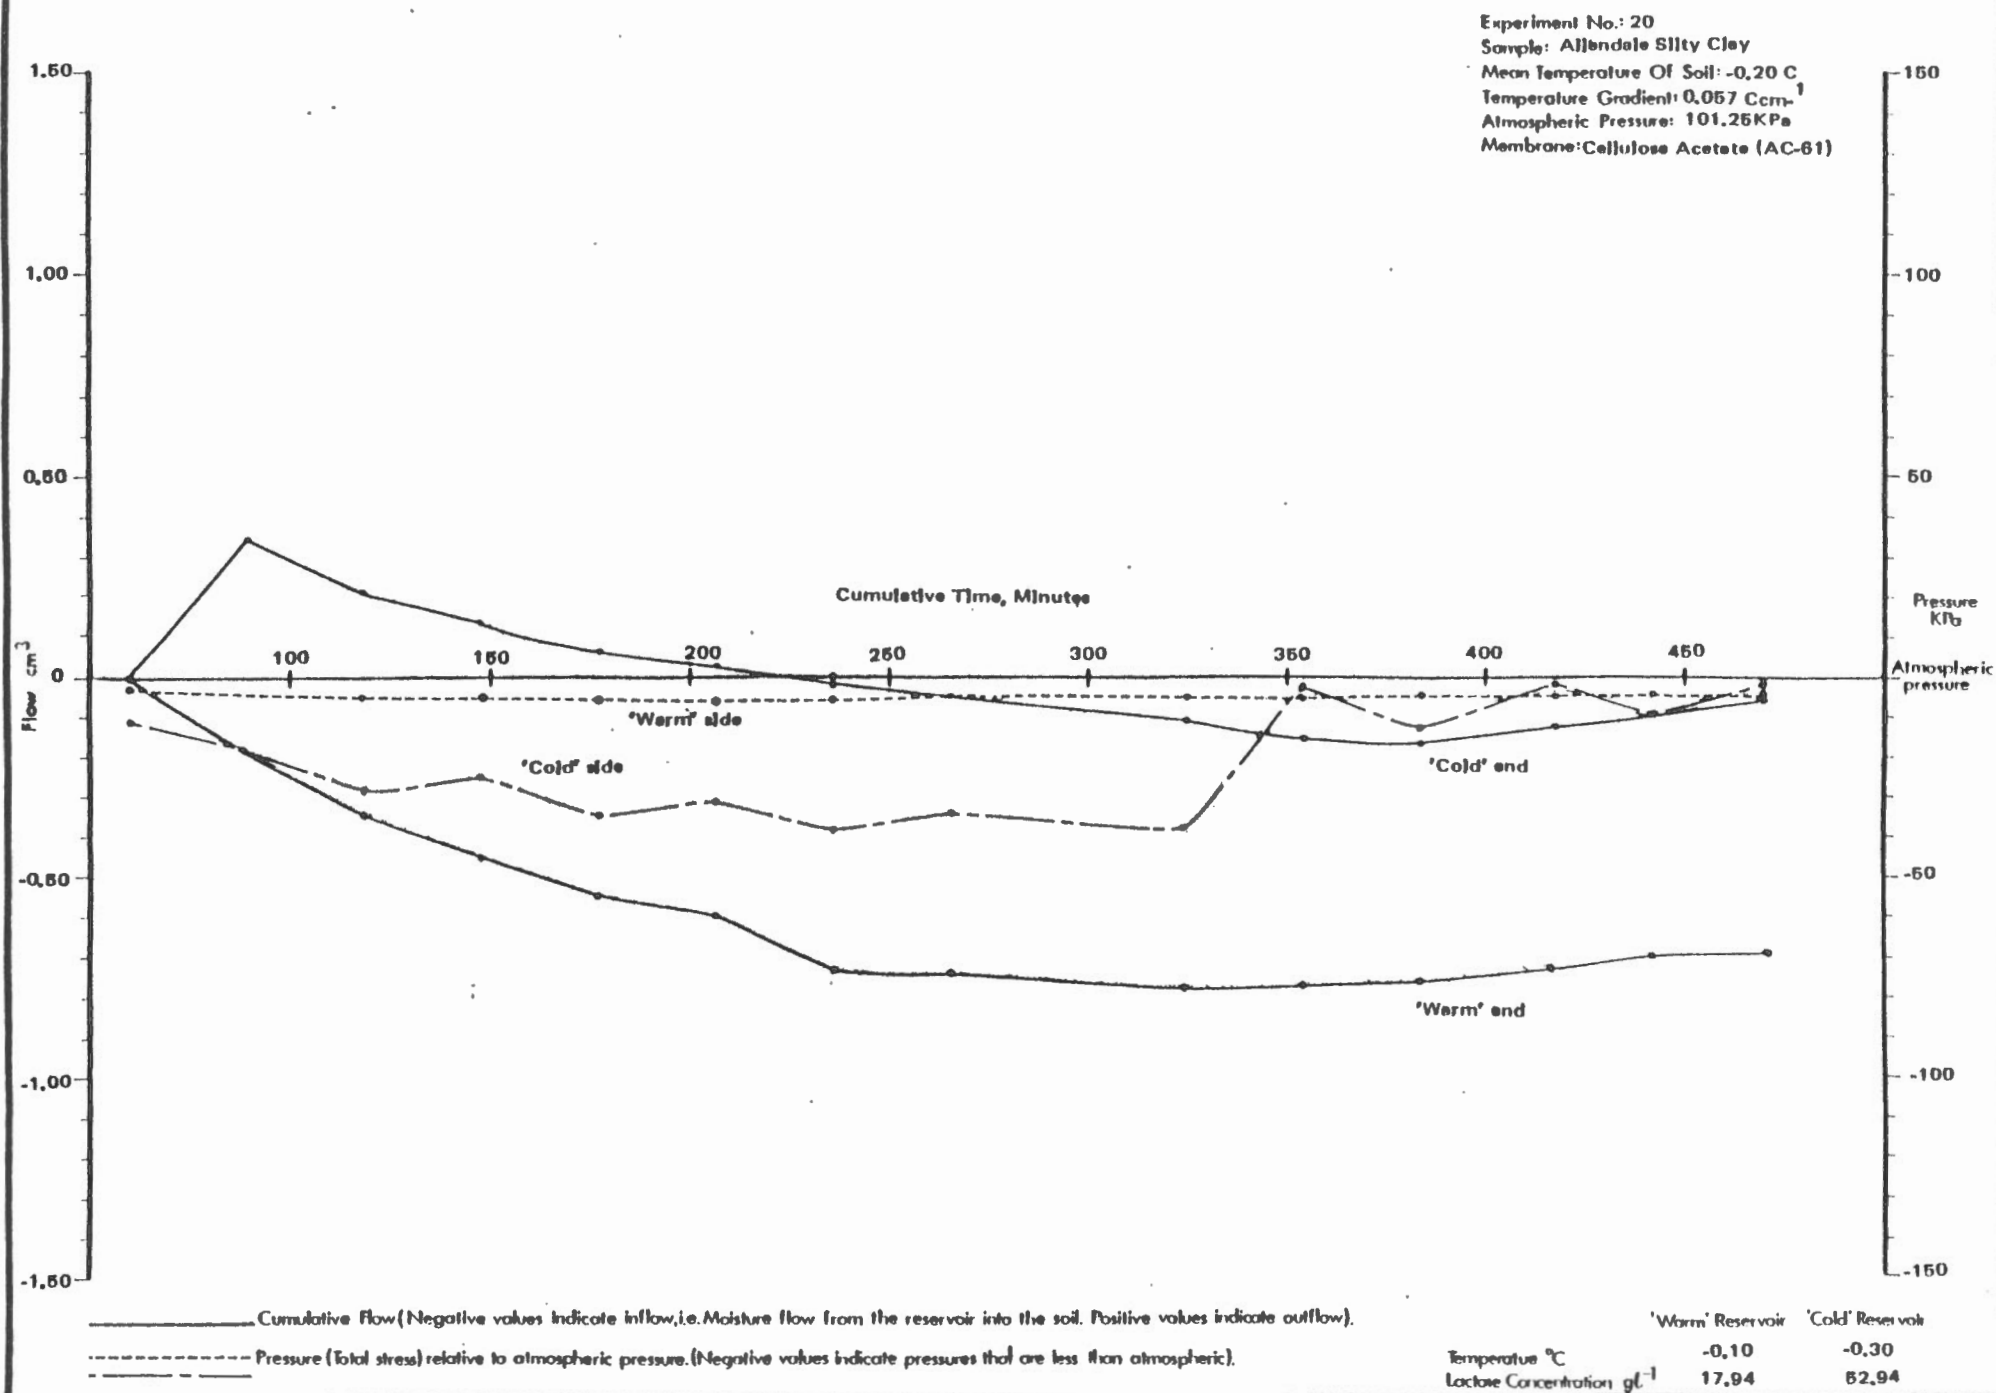 Experiment No.: 20
Sample: Allendale Silty Clay
Mean Temperature Of Soil: -0.20 C
Temperature Gradient: 0.057 Ccm-1
Atmospheric Pressure: 101.25KPa
Membrane: Cellulose Acetate (AC-61)
1.50
150
1.00
100
0.50
50
Cumulative Time, Minutes
Pressure
KPa
Flow cm3
0
100
150
200
250
300
350
400
450
Atmospheric
pressure
'Warm' side
'Cold' side
'Cold' end
-0.50
-50
'Warm' end
-1.00
-100
-1.50
-150
Cumulative Flow (Negative values indicate inflow, i.e. Moisture flow from the reservoir into the soil. Positive values indicate outflow).
Pressure (Total stress) relative to atmospheric pressure. (Negative values indicate pressures that are less than atmospheric).
'Warm' Reservoir 'Cold' Reservoir
Temperatue °C -0.10 -0.30
Lactose Concentration gl-1 17.94 52.94